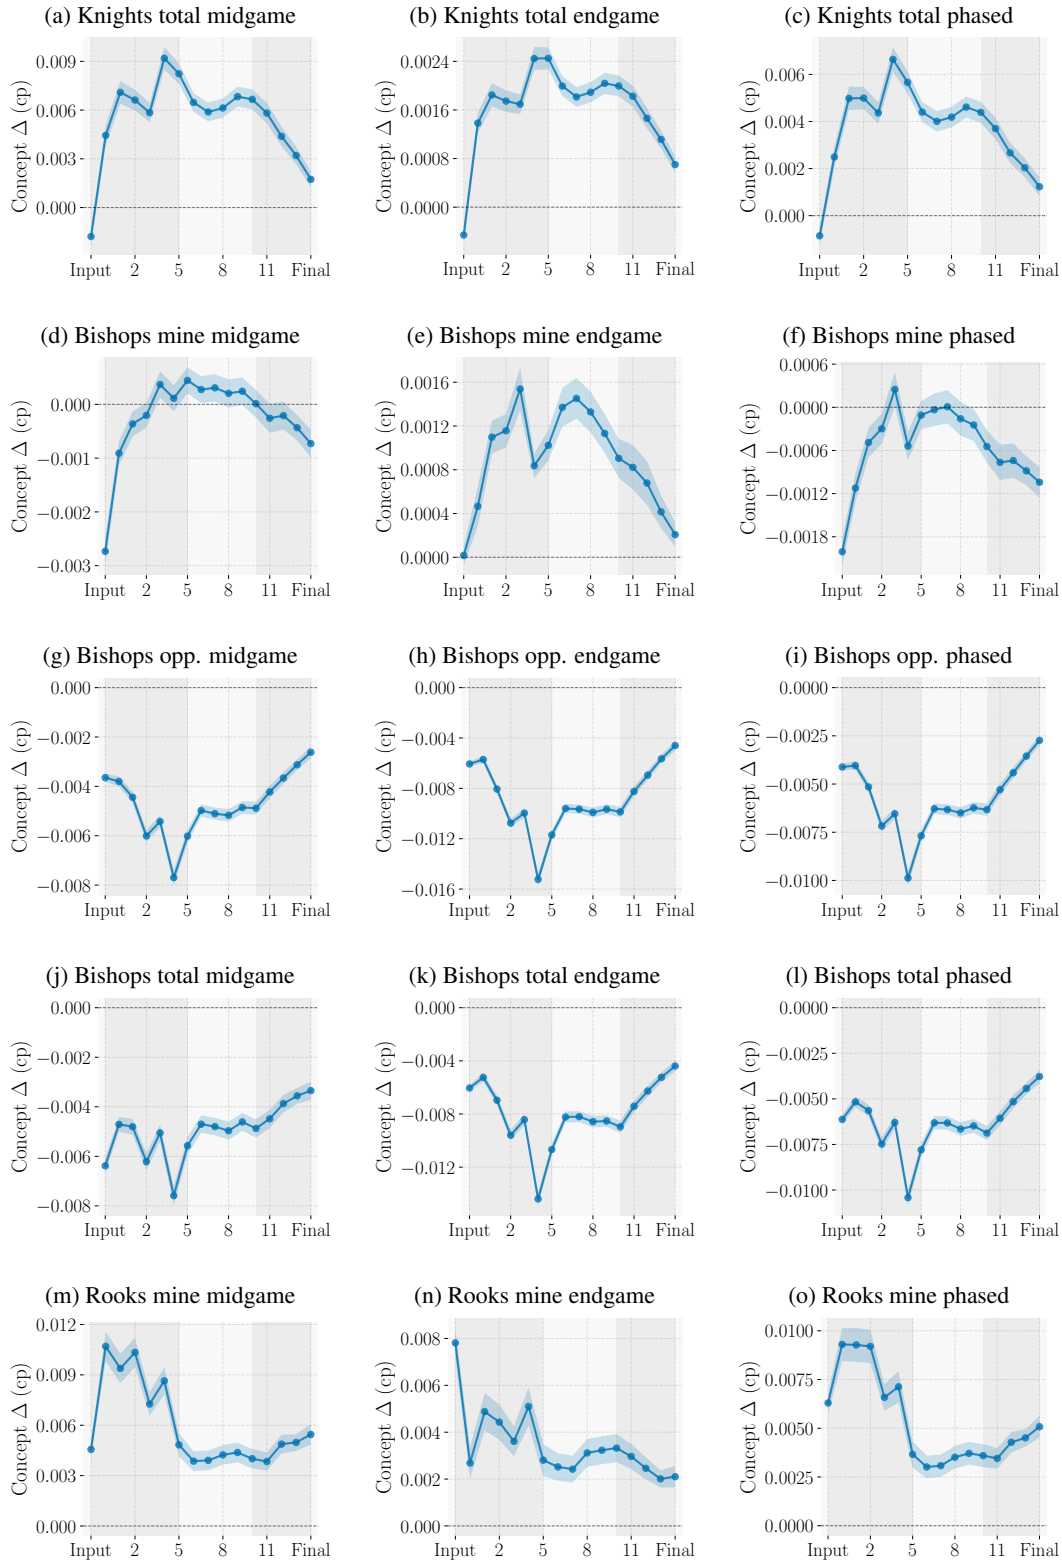 (a) Knights total midgame
(b) Knights total endgame
(c) Knights total phased
Concept Δ (cp)
0.009
0.006
0.003
0.000
Input 2 5 8 11 Final
Concept Δ (cp)
0.0024
0.0016
0.0008
0.0000
Input 2 5 8 11 Final
Concept Δ (cp)
0.006
0.004
0.002
0.000
Input 2 5 8 11 Final
(d) Bishops mine midgame
(e) Bishops mine endgame
(f) Bishops mine phased
Concept Δ (cp)
0.000
−0.001
−0.002
−0.003
Input 2 5 8 11 Final
Concept Δ (cp)
0.0016
0.0012
0.0008
0.0004
0.0000
Input 2 5 8 11 Final
Concept Δ (cp)
0.0006
0.0000
−0.0006
−0.0012
−0.0018
Input 2 5 8 11 Final
(g) Bishops opp. midgame
(h) Bishops opp. endgame
(i) Bishops opp. phased
Concept Δ (cp)
0.000
−0.002
−0.004
−0.006
−0.008
Input 2 5 8 11 Final
Concept Δ (cp)
0.000
−0.004
−0.008
−0.012
−0.016
Input 2 5 8 11 Final
Concept Δ (cp)
0.0000
−0.0025
−0.0050
−0.0075
−0.0100
Input 2 5 8 11 Final
(j) Bishops total midgame
(k) Bishops total endgame
(l) Bishops total phased
Concept Δ (cp)
0.000
−0.002
−0.004
−0.006
−0.008
Input 2 5 8 11 Final
Concept Δ (cp)
0.000
−0.004
−0.008
−0.012
Input 2 5 8 11 Final
Concept Δ (cp)
0.0000
−0.0025
−0.0050
−0.0075
−0.0100
Input 2 5 8 11 Final
(m) Rooks mine midgame
(n) Rooks mine endgame
(o) Rooks mine phased
Concept Δ (cp)
0.012
0.009
0.006
0.003
0.000
Input 2 5 8 11 Final
Concept Δ (cp)
0.008
0.006
0.004
0.002
0.000
Input 2 5 8 11 Final
Concept Δ (cp)
0.0100
0.0075
0.0050
0.0025
0.0000
Input 2 5 8 11 Final